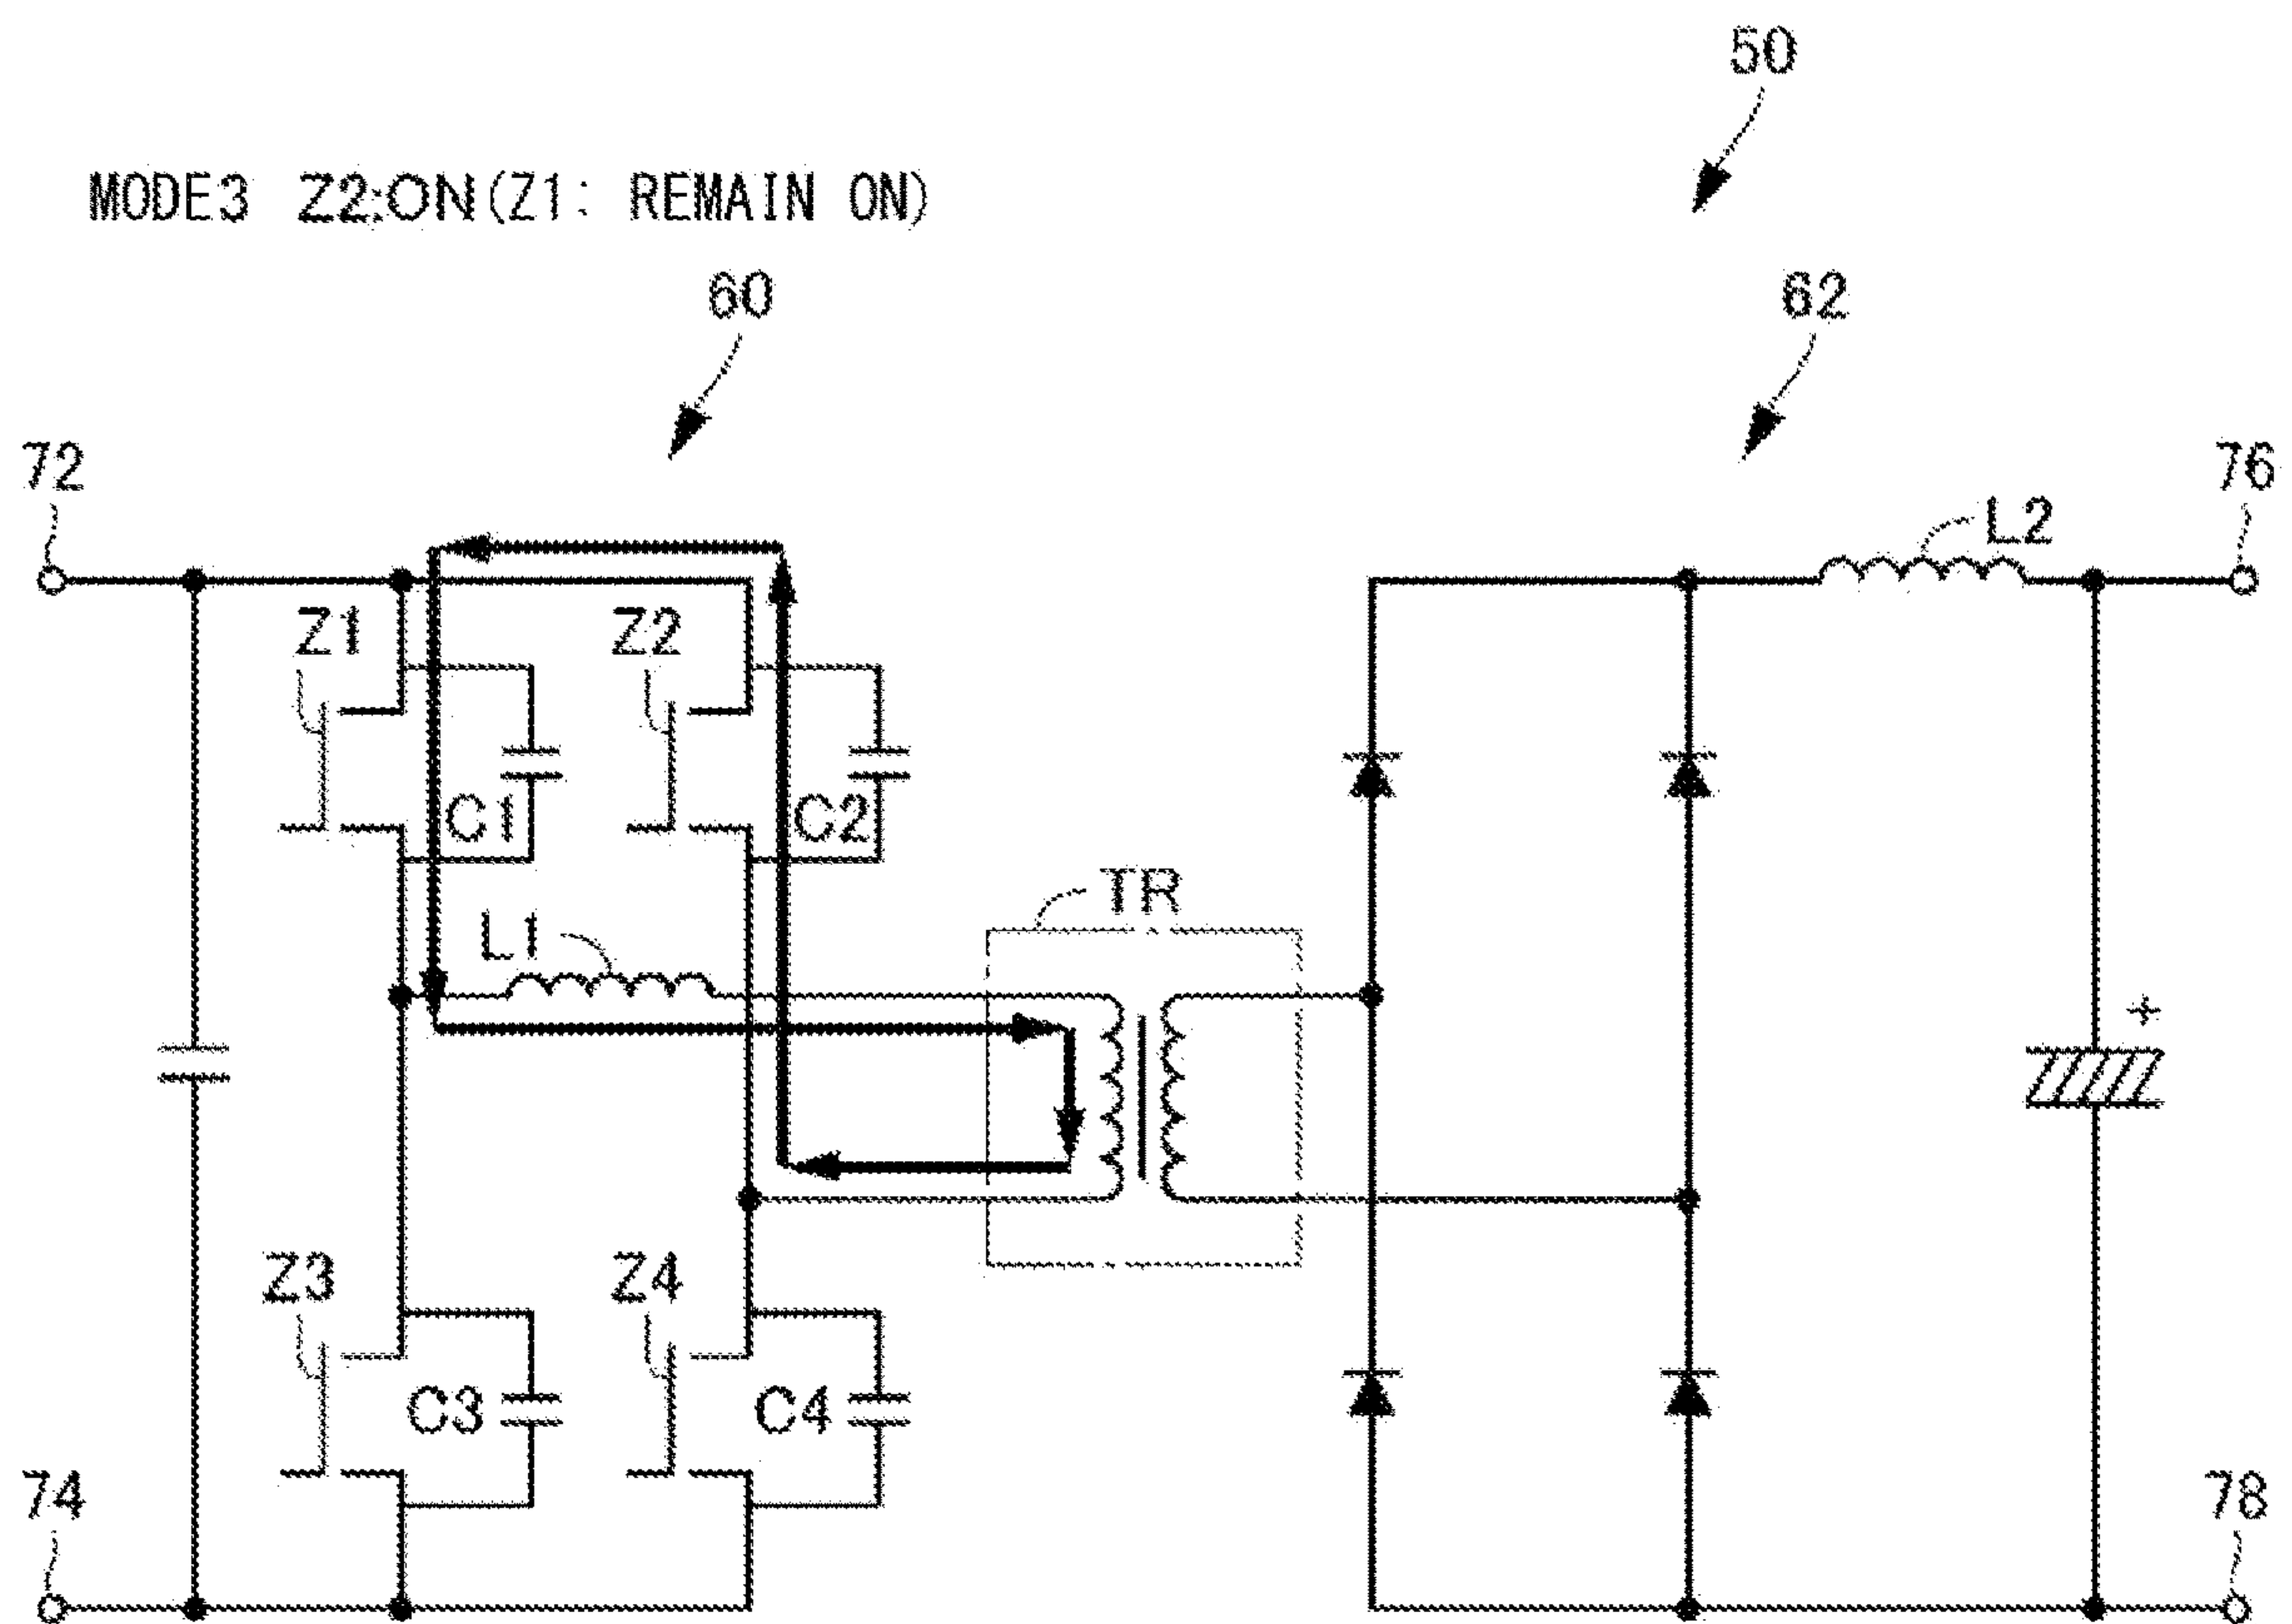 50
MODE3 Z2:ON(Z1: REMAIN ON)
60
62
72
76
L2
Z1
Z2
C1
C2
TR
L1
+
Z3
Z4
C3
C4
74
78